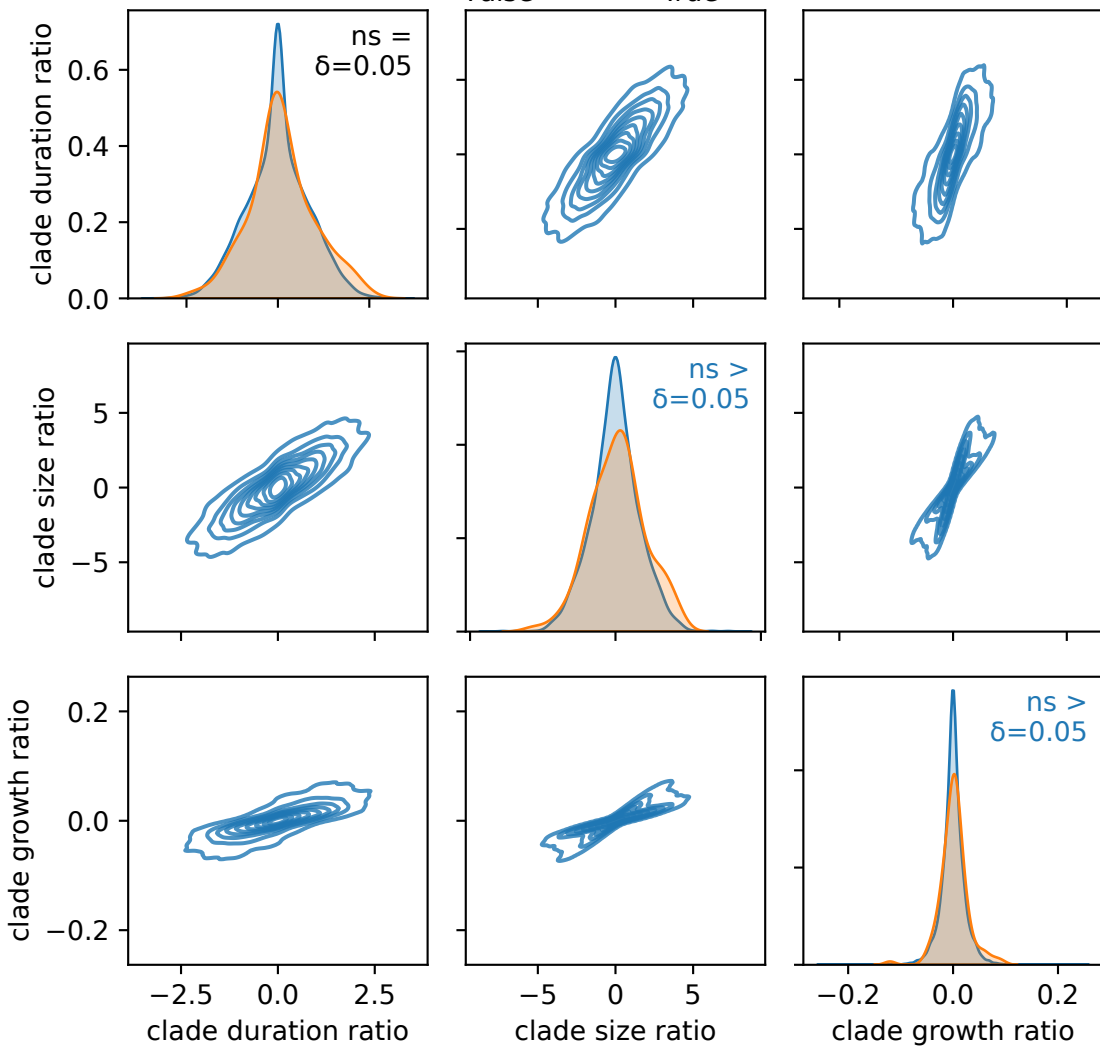 clade duration ratio
0.6
0.4
0.2
0.0
ns =
δ=0.05
clade size ratio
5
0
−5
ns >
δ=0.05
clade growth ratio
0.2
0.0
−0.2
ns >
δ=0.05
−2.5 0.0 2.5
−5 0 5
−0.2 0.0 0.2
clade duration ratio
clade size ratio
clade growth ratio